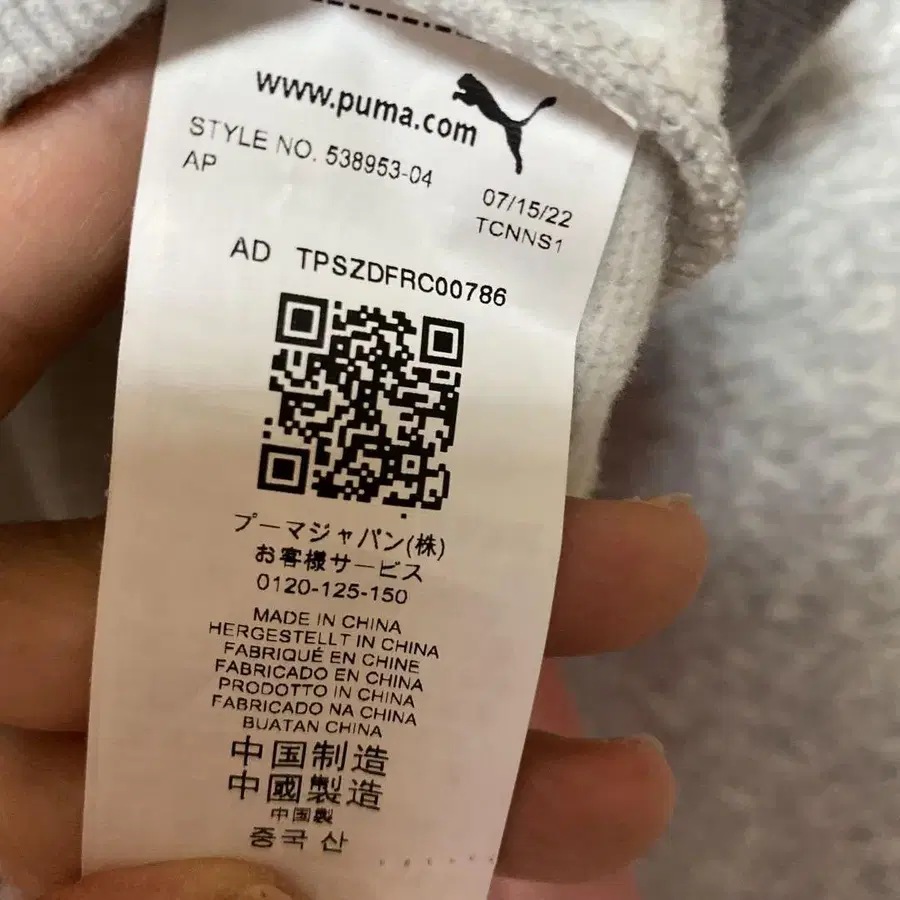 www.puma.com
STYLE NO. 538953-04
AP
07/15/22
TCNNS1
AD TPSZDFRC00786
プーマジャパン(株)
お客様サービス
0120-125-150
MADE IN CHINA
HERGESTELLT IN CHINA
FABRIQUÉ EN CHINE
FABRICADO EN CHINA
PRODOTTO IN CHINA
FABRICADO NA CHINA
BUATAN CHINA
中国制造
中國製造
中国製
중국 산